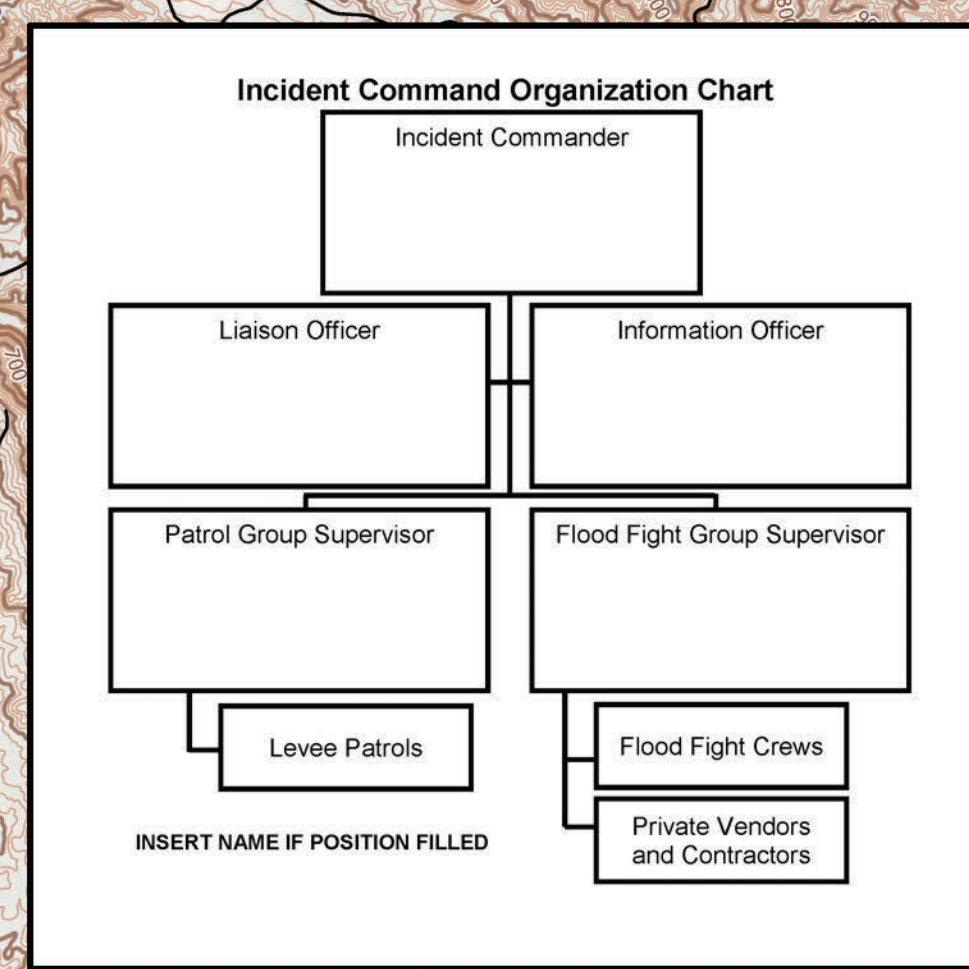 Incident Command Organization Chart
Incident Commander
Liaison Officer
Information Officer
Patrol Group Supervisor
Flood Fight Group Supervisor
Levee Patrols
Flood Fight Crews
Private Vendors
and Contractors
INSERT NAME IF POSITION FILLED
700